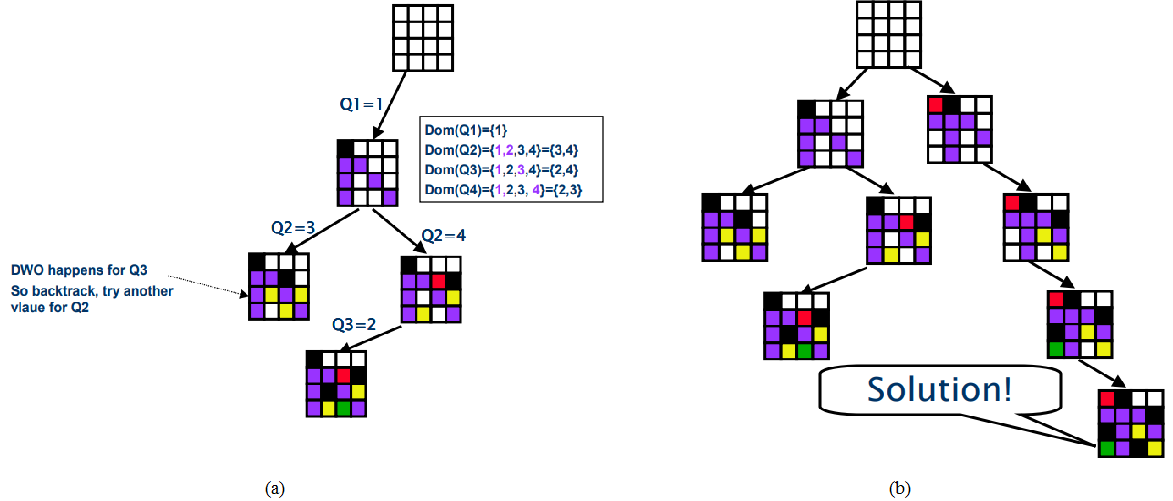 Q1=1
Dom(Q1)={1}
Dom(Q2)={1,2,3,4}={3,4}
Dom(Q3)={1,2,3,4}={2,4}
Dom(Q4)={1,2,3, 4}={2,3}
Q2=3
Q2=4
DWO happens for Q3
So backtrack, try another
vlaue for Q2
Q3=2
Solution!
(a)
(b)